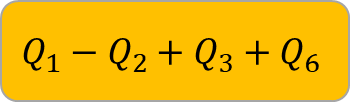 Q₁ − Q₂ + Q₃ + Q₆